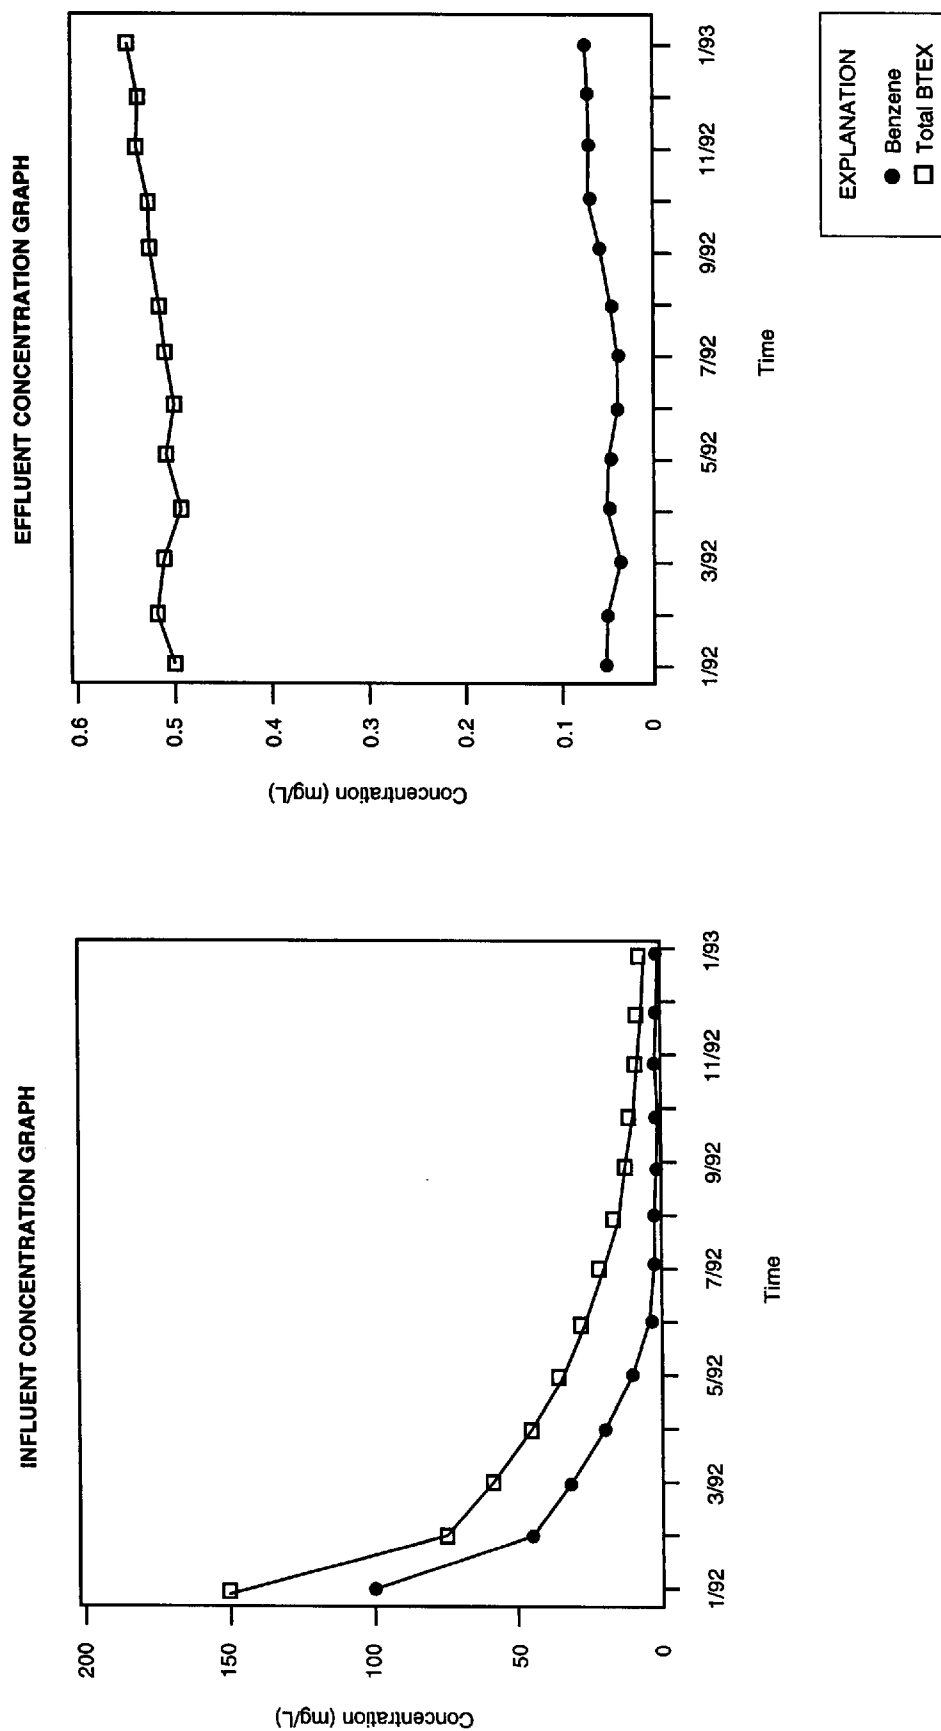 INFLUENT CONCENTRATION GRAPH
Concentration (mg/L)
200
150
100
50
0
1/92
3/92
5/92
7/92
9/92
11/92
1/93
Time
EFFLUENT CONCENTRATION GRAPH
Concentration (mg/L)
0.6
0.5
0.4
0.3
0.2
0.1
0
1/92
3/92
5/92
7/92
9/92
11/92
1/93
Time
EXPLANATION
Benzene
Total BTEX